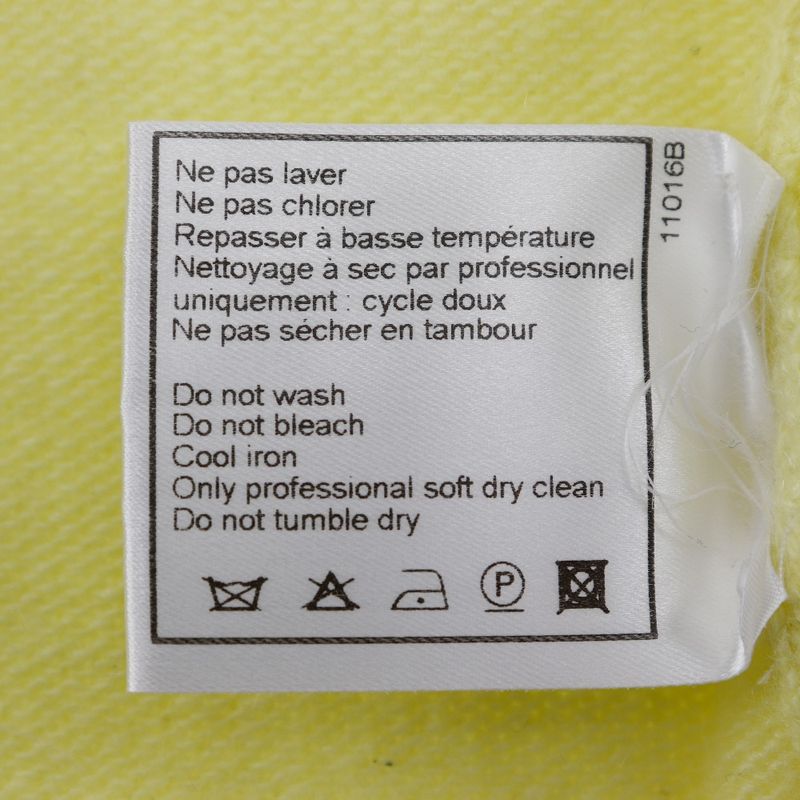 Ne pas laver
Ne pas chlorer
Repasser à basse température
Nettoyage à sec par professionnel
uniquement : cycle doux
Ne pas sécher en tambour
Do not wash
Do not bleach
Cool iron
Only professional soft dry clean
Do not tumble dry
P
11016B